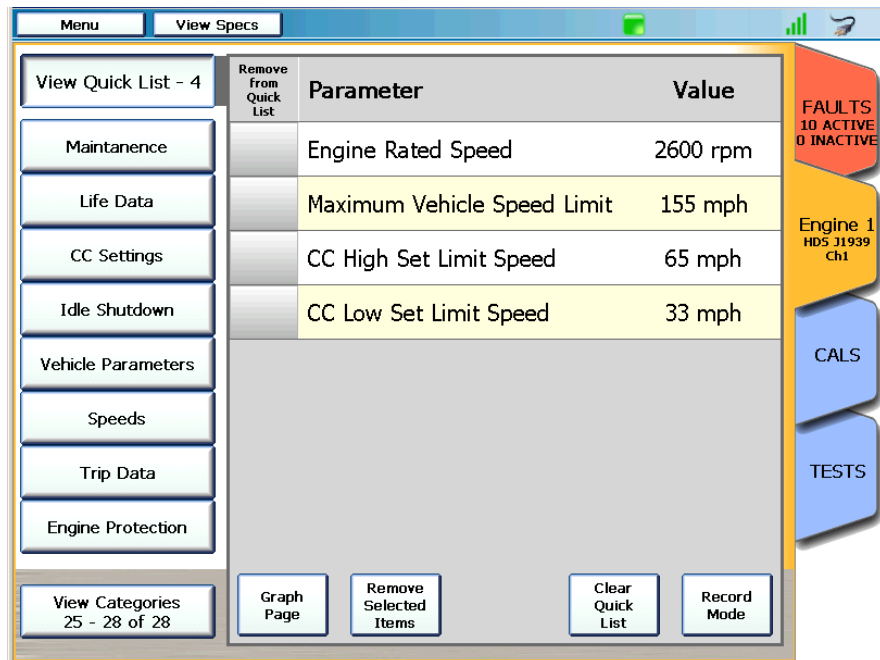 Menu
View Specs
View Quick List - 4
Maintanence
Life Data
CC Settings
Idle Shutdown
Vehicle Parameters
Speeds
Trip Data
Engine Protection
View Categories
25 - 28 of 28
Remove
from
Quick
List
Parameter Value
Engine Rated Speed 2600 rpm
Maximum Vehicle Speed Limit 155 mph
CC High Set Limit Speed 65 mph
CC Low Set Limit Speed 33 mph
Graph
Page
Remove
Selected
Items
Clear
Quick
List
Record
Mode
FAULTS
10 ACTIVE
0 INACTIVE
Engine 1
HDS J1939
Ch1
CALS
TESTS